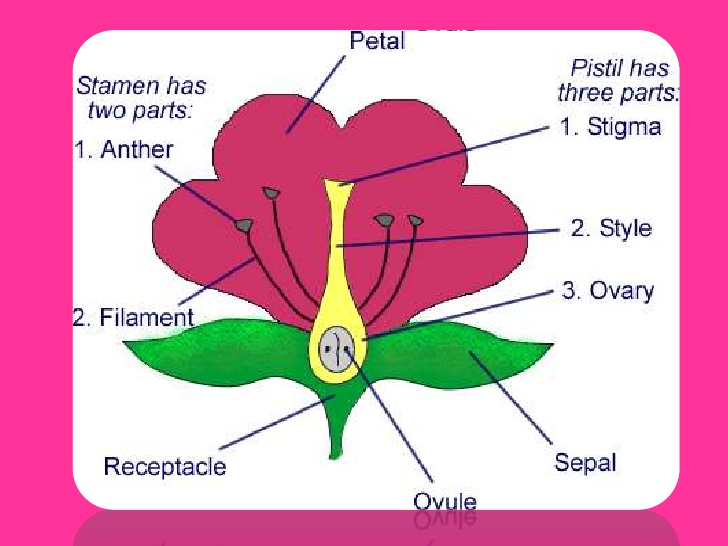 Petal
Stamen has
two parts:
1. Anther
2. Filament
Pistil has
three parts:
1. Stigma
2. Style
3. Ovary
Receptacle
Sepal
Ovule